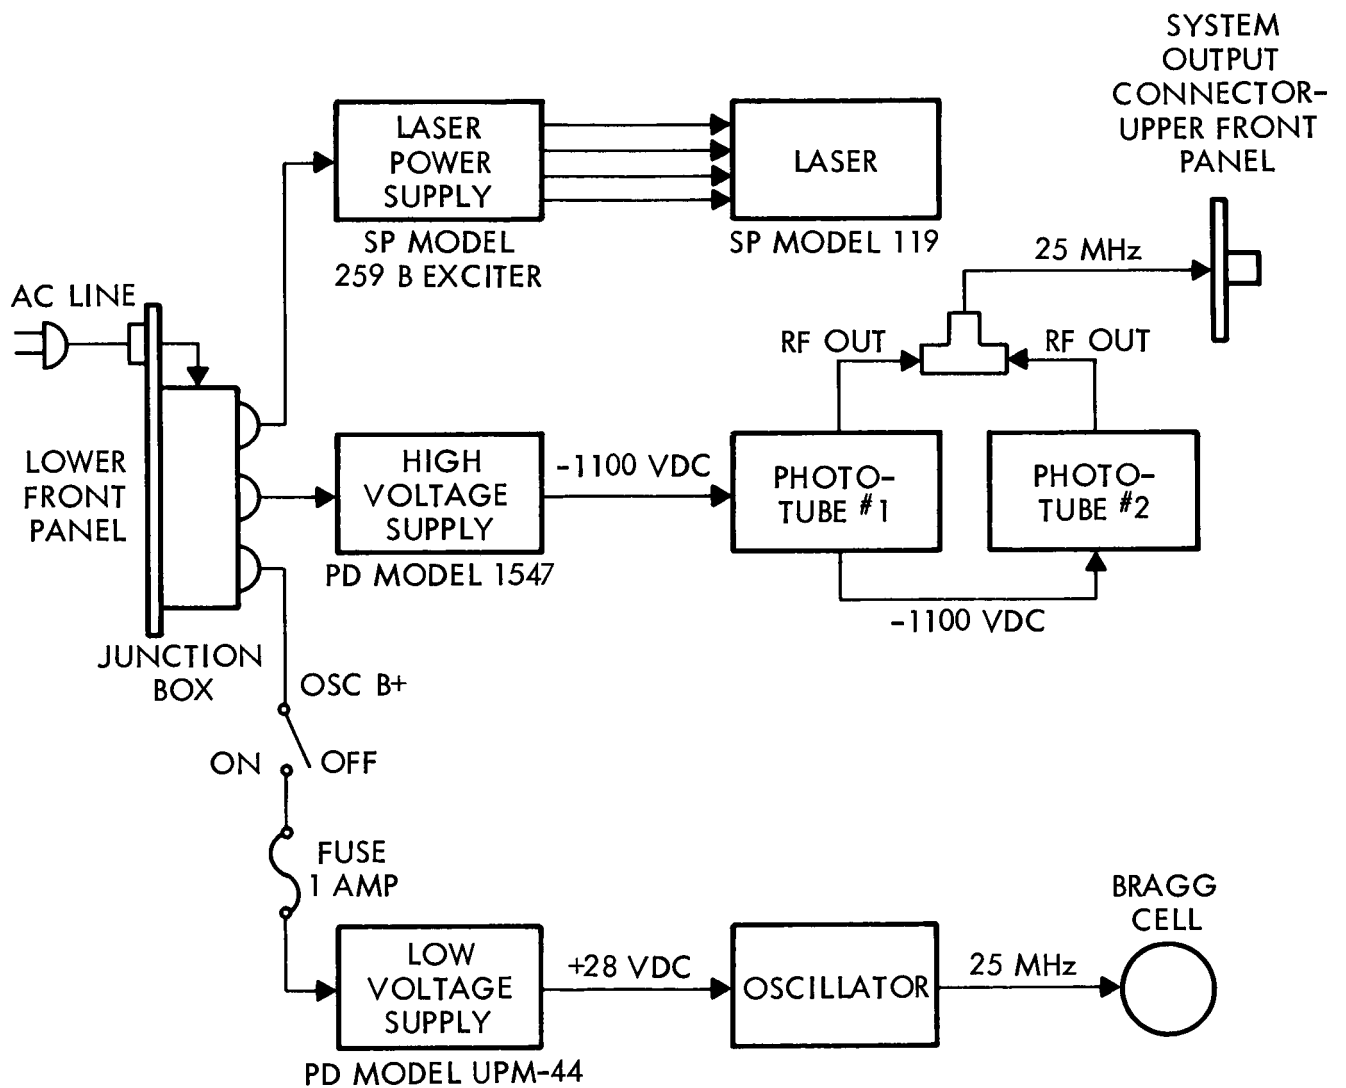 SYSTEM
OUTPUT
CONNECTOR-
UPPER FRONT
PANEL
LASER
POWER
SUPPLY
SP MODEL
259 B EXCITER
LASER
SP MODEL 119
25 MHz
AC LINE
RF OUT
RF OUT
LOWER
FRONT
PANEL
HIGH
VOLTAGE
SUPPLY
PD MODEL 1547
-1100 VDC
PHOTO-
TUBE #1
PHOTO-
TUBE #2
-1100 VDC
JUNCTION
BOX
OSC B+
ON
OFF
FUSE
1 AMP
LOW
VOLTAGE
SUPPLY
PD MODEL UPM-44
+28 VDC
OSCILLATOR
25 MHz
BRAGG
CELL